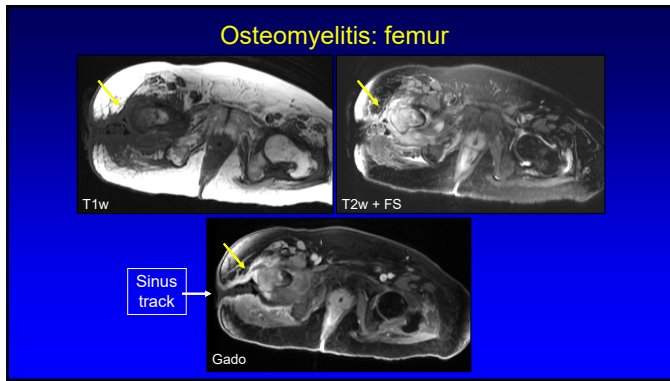 Osteomyelitis: femur
T1w
T2w + FS
Sinus
track
Gado